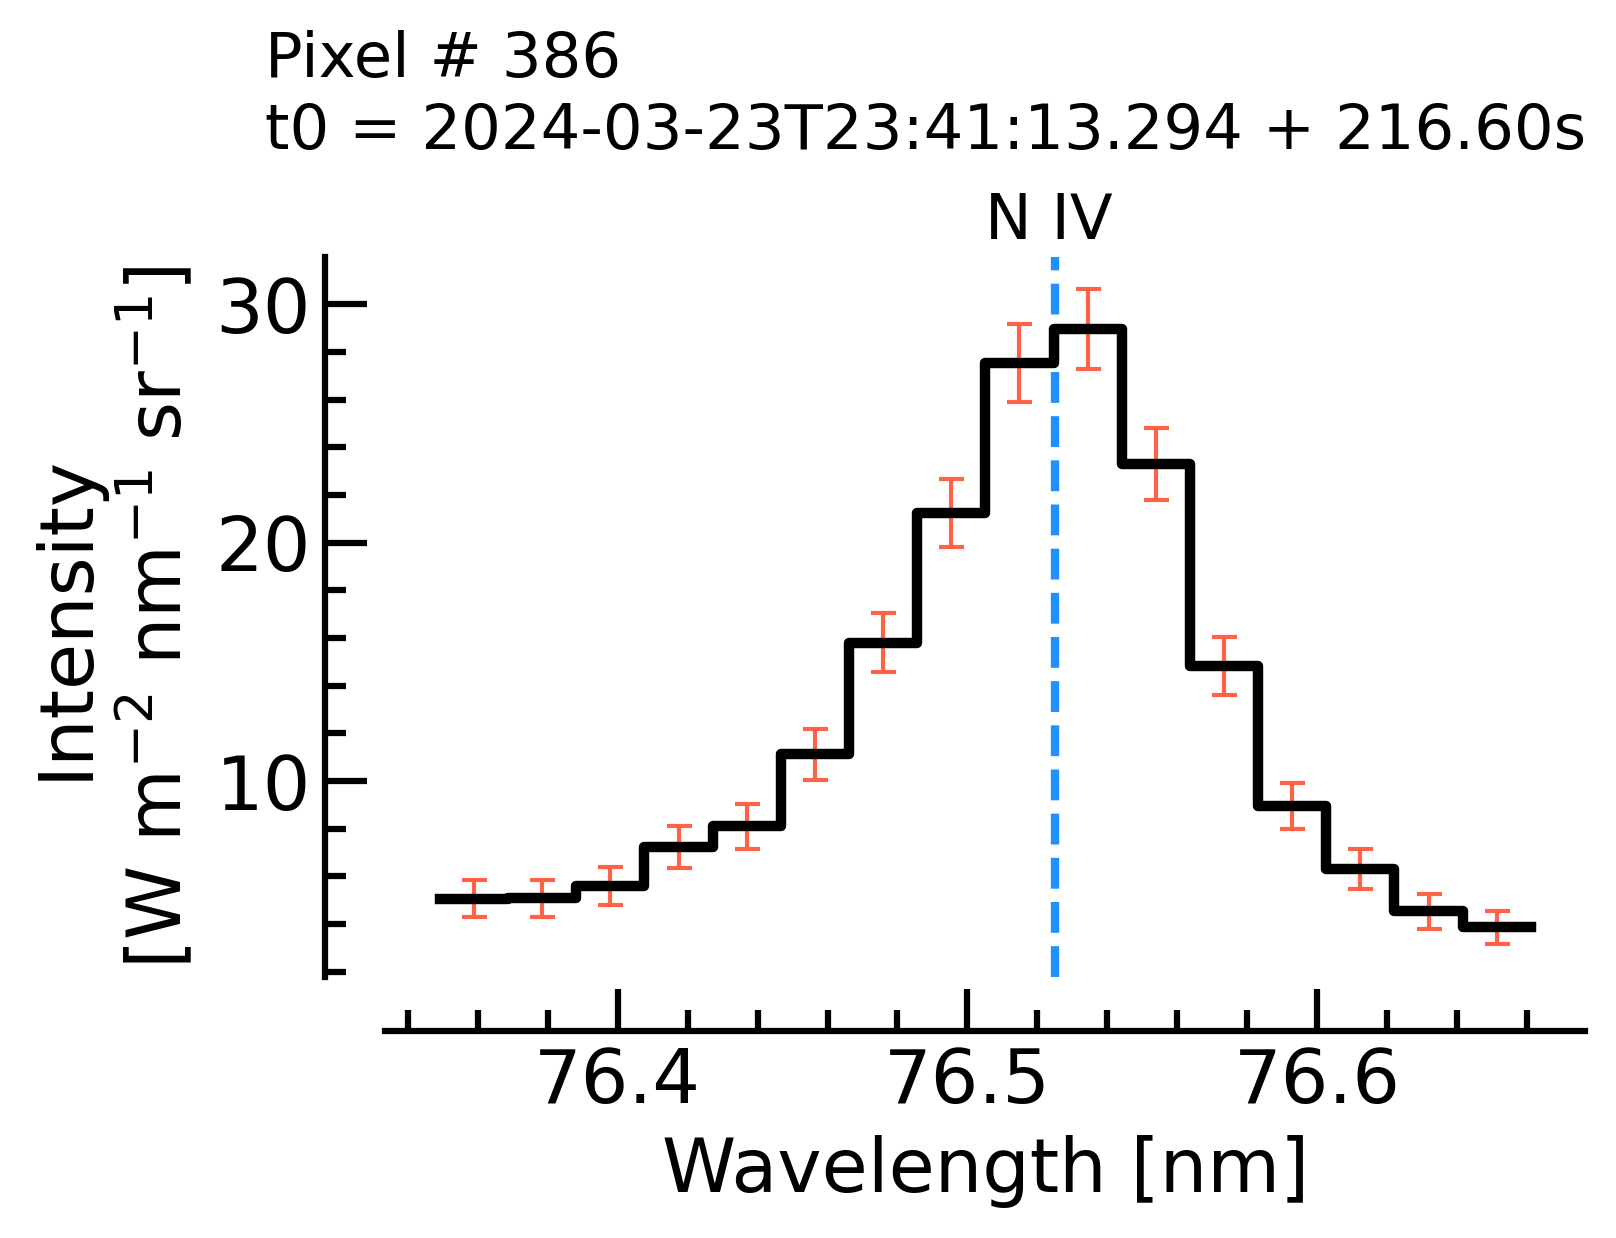 Pixel # 386
t0 = 2024-03-23T23:41:13.294 + 216.60s
N IV
Intensity
[W m⁻² nm⁻¹ sr⁻¹]
30
20
10
76.4 76.5 76.6
Wavelength [nm]